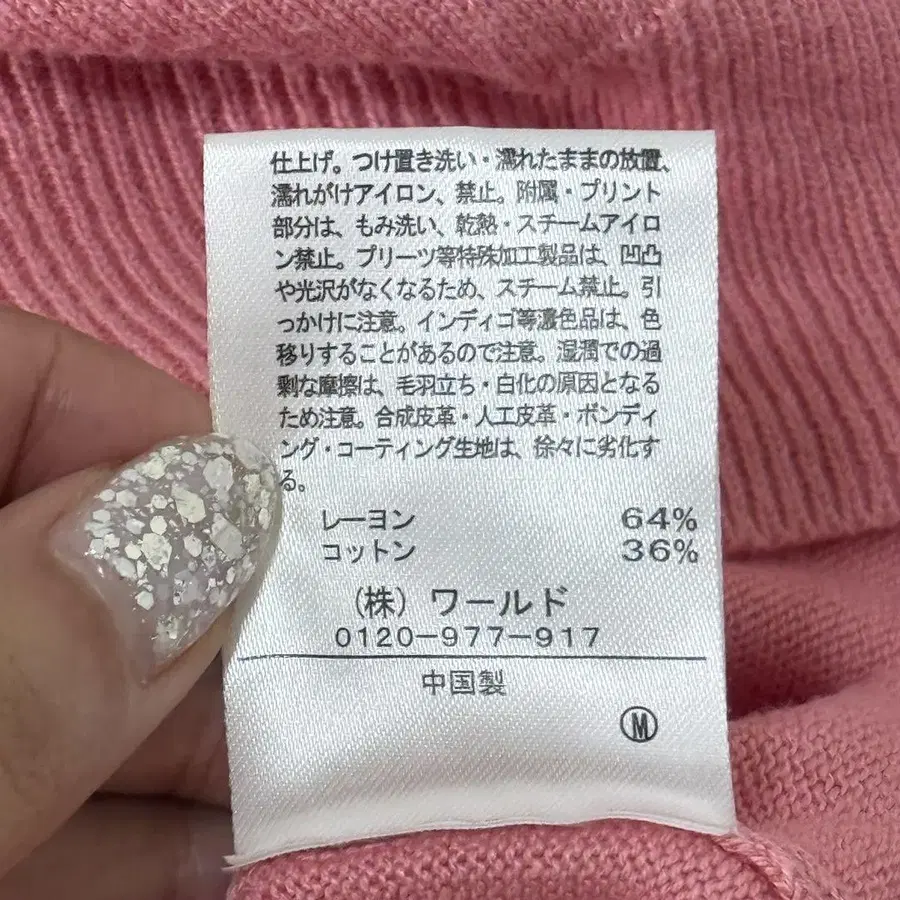 仕上げ。つけ置き洗い・濡れたままの放置、
濡れがけアイロン、禁止。附属・プリント
部分は、もみ洗い、乾熱・スチームアイロ
ン禁止。プリーツ等特殊加工製品は、凹凸
や光沢がなくなるため、スチーム禁止。引
っかけに注意。インディゴ等濃色品は、色
移りすることがあるので注意。湿潤での過
剰な摩擦は、毛羽立ち・白化の原因となる
ため注意。合成皮革・人工皮革・ボンディ
ング・コーティング生地は、徐々に劣化す
る。
レーヨン 64%
コットン 36%
(株) ワールド
0120-977-917
中国製
Ⓜ